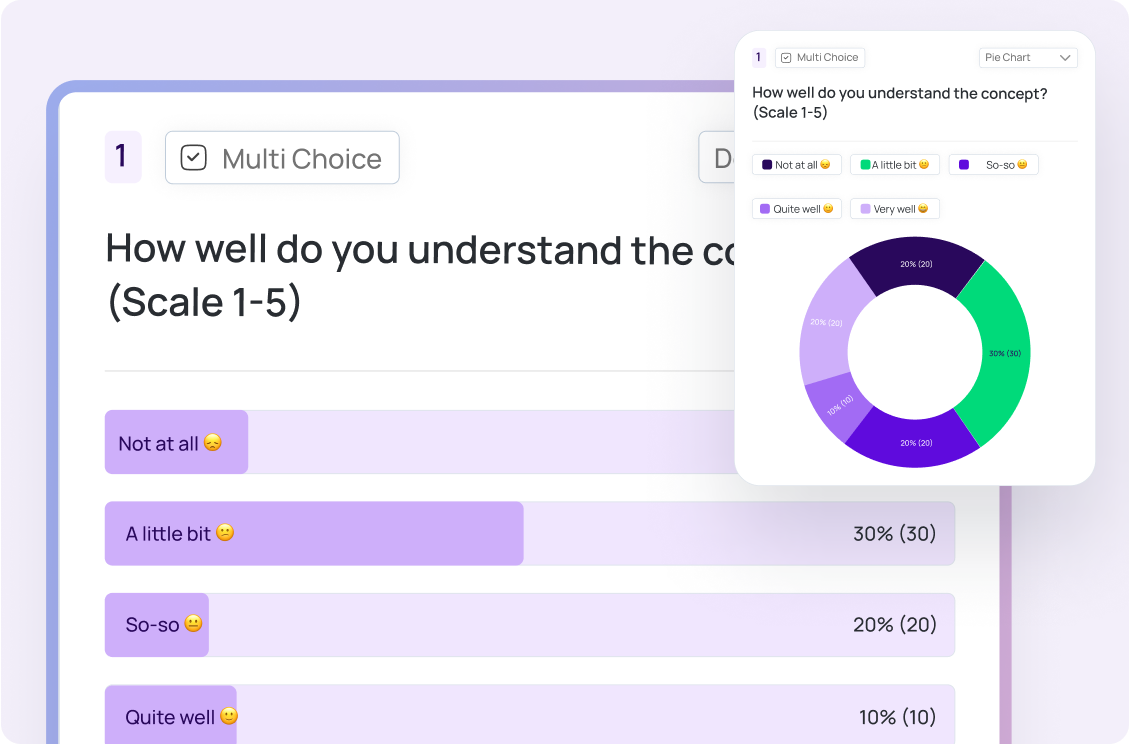 1
Multi Choice
How well do you understand the
(Scale 1-5)
Not at all 😞
A little bit 😕
30% (30)
So-so 😐
20% (20)
Quite well 🙂
10% (10)
1
Multi Choice
Pie Chart
How well do you understand the concept?
(Scale 1-5)
Not at all 😞
A little bit 😕
So-so 😐
Quite well 🙂
Very well 😄
20% (20)
20% (20)
30% (30)
10% (10)
20% (20)